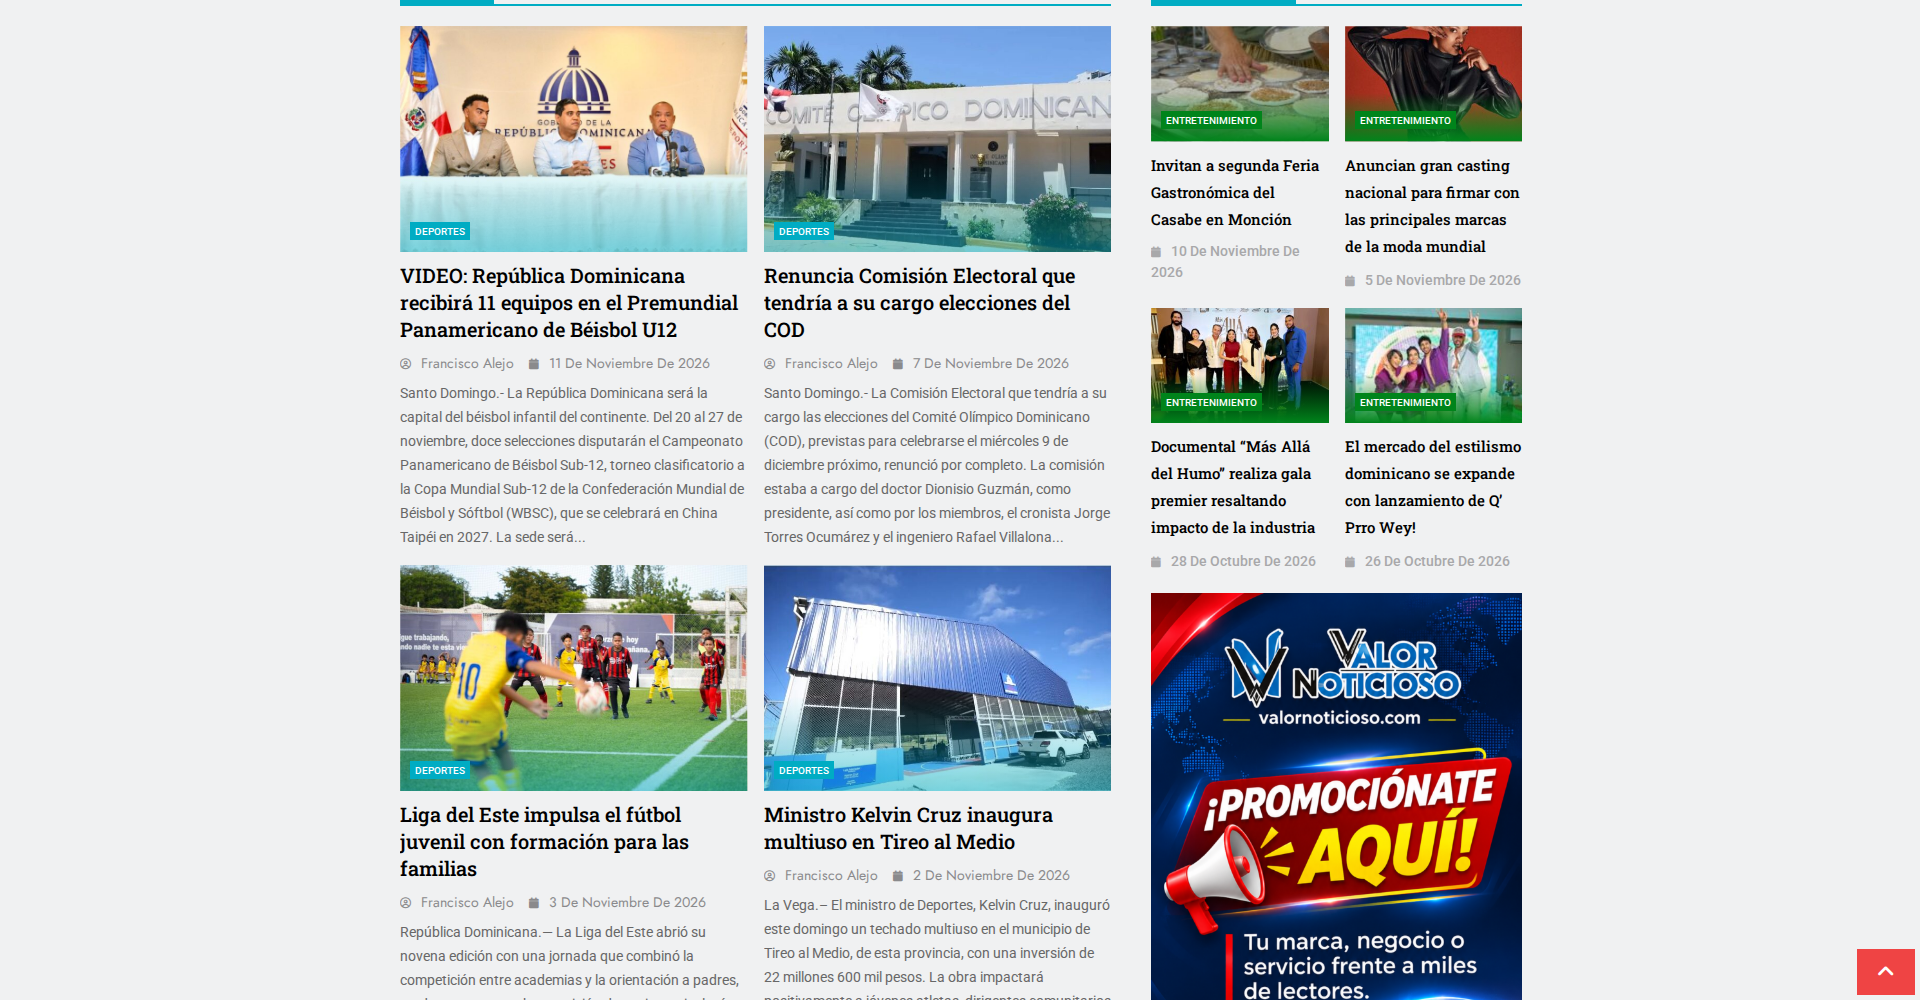 GOBIERNO DE LA
REPÚBLICA DOMINICANA
DEPORTES
VIDEO: República Dominicana
recibirá 11 equipos en el Premundial
Panamericano de Béisbol U12
Francisco Alejo 11 De Noviembre De 2026
Santo Domingo.- La República Dominicana será la
capital del béisbol infantil del continente. Del 20 al 27 de
noviembre, doce selecciones disputarán el Campeonato
Panamericano de Béisbol Sub-12, torneo clasificatorio a
la Copa Mundial Sub-12 de la Confederación Mundial de
Béisbol y Sóftbol (WBSC), que se celebrará en China
Taipéi en 2027. La sede será...
COMITÉ OLÍMPICO DOMINICAN
DEPORTES
Renuncia Comisión Electoral que
tendría a su cargo elecciones del
COD
Francisco Alejo 7 De Noviembre De 2026
Santo Domingo.- La Comisión Electoral que tendría a su
cargo las elecciones del Comité Olímpico Dominicano
(COD), previstas para celebrarse el miércoles 9 de
diciembre próximo, renunció por completo. La comisión
estaba a cargo del doctor Dionisio Guzmán, como
presidente, así como por los miembros, el cronista Jorge
Torres Ocumárez y el ingeniero Rafael Villalona...
10
DEPORTES
Liga del Este impulsa el fútbol
juvenil con formación para las
familias
Francisco Alejo 3 De Noviembre De 2026
República Dominicana.— La Liga del Este abrió su
novena edición con una jornada que combinó la
competición entre academias y la orientación a padres,
DEPORTES
Ministro Kelvin Cruz inaugura
multiuso en Tireo al Medio
Francisco Alejo 2 De Noviembre De 2026
La Vega.– El ministro de Deportes, Kelvin Cruz, inauguró
este domingo un techado multiuso en el municipio de
Tireo al Medio, de esta provincia, con una inversión de
22 millones 600 mil pesos. La obra impactará
ENTRETENIMIENTO
Invitan a segunda Feria
Gastronómica del
Casabe en Monción
10 De Noviembre De
2026
ENTRETENIMIENTO
Anuncian gran casting
nacional para firmar con
las principales marcas
de la moda mundial
5 De Noviembre De 2026
ENTRETENIMIENTO
Documental “Más Allá
del Humo” realiza gala
premier resaltando
impacto de la industria
28 De Octubre De 2026
ENTRETENIMIENTO
El mercado del estilismo
dominicano se expande
con lanzamiento de Q’
Prro Wey!
26 De Octubre De 2026
VALOR
NOTICIOSO
valornoticioso.com
¡PROMOCIÓNATE
AQUÍ!
Tu marca, negocio o
servicio frente a miles
de lectores.